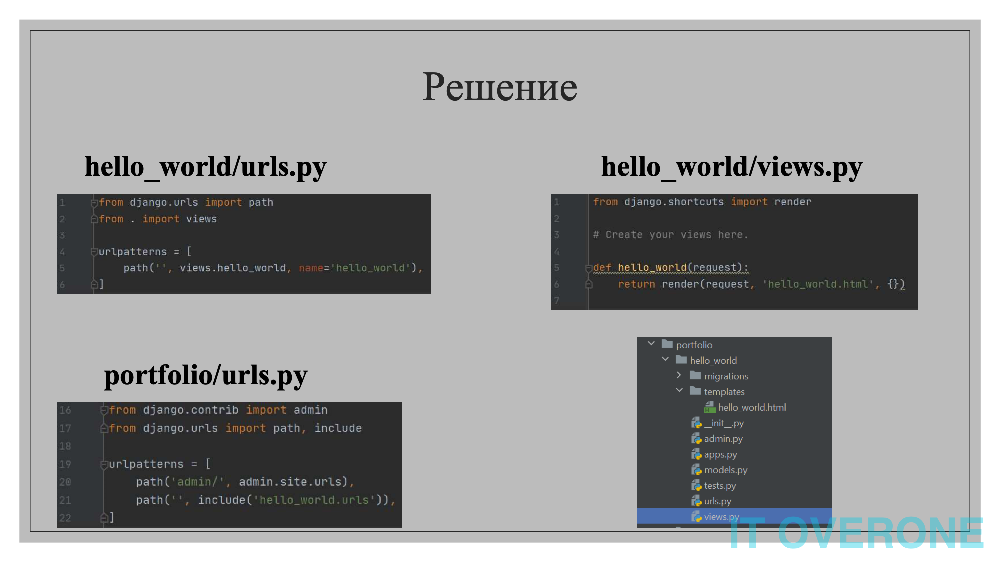 Решение
hello_world/urls.py
1 from django.urls import path
2 from . import views
3
4 urlpatterns = [
5     path('', views.hello_world, name='hello_world'),
6 ]
hello_world/views.py
1 from django.shortcuts import render
2
3 # Create your views here.
4
5 def hello_world(request):
6     return render(request, 'hello_world.html', {})
7
portfolio/urls.py
16 from django.contrib import admin
17 from django.urls import path, include
18
19 urlpatterns = [
20     path('admin/', admin.site.urls),
21     path('', include('hello_world.urls')),
22 ]
portfolio
hello_world
migrations
templates
hello_world.html
__init__.py
admin.py
apps.py
models.py
tests.py
urls.py
views.py
IT OVERONE